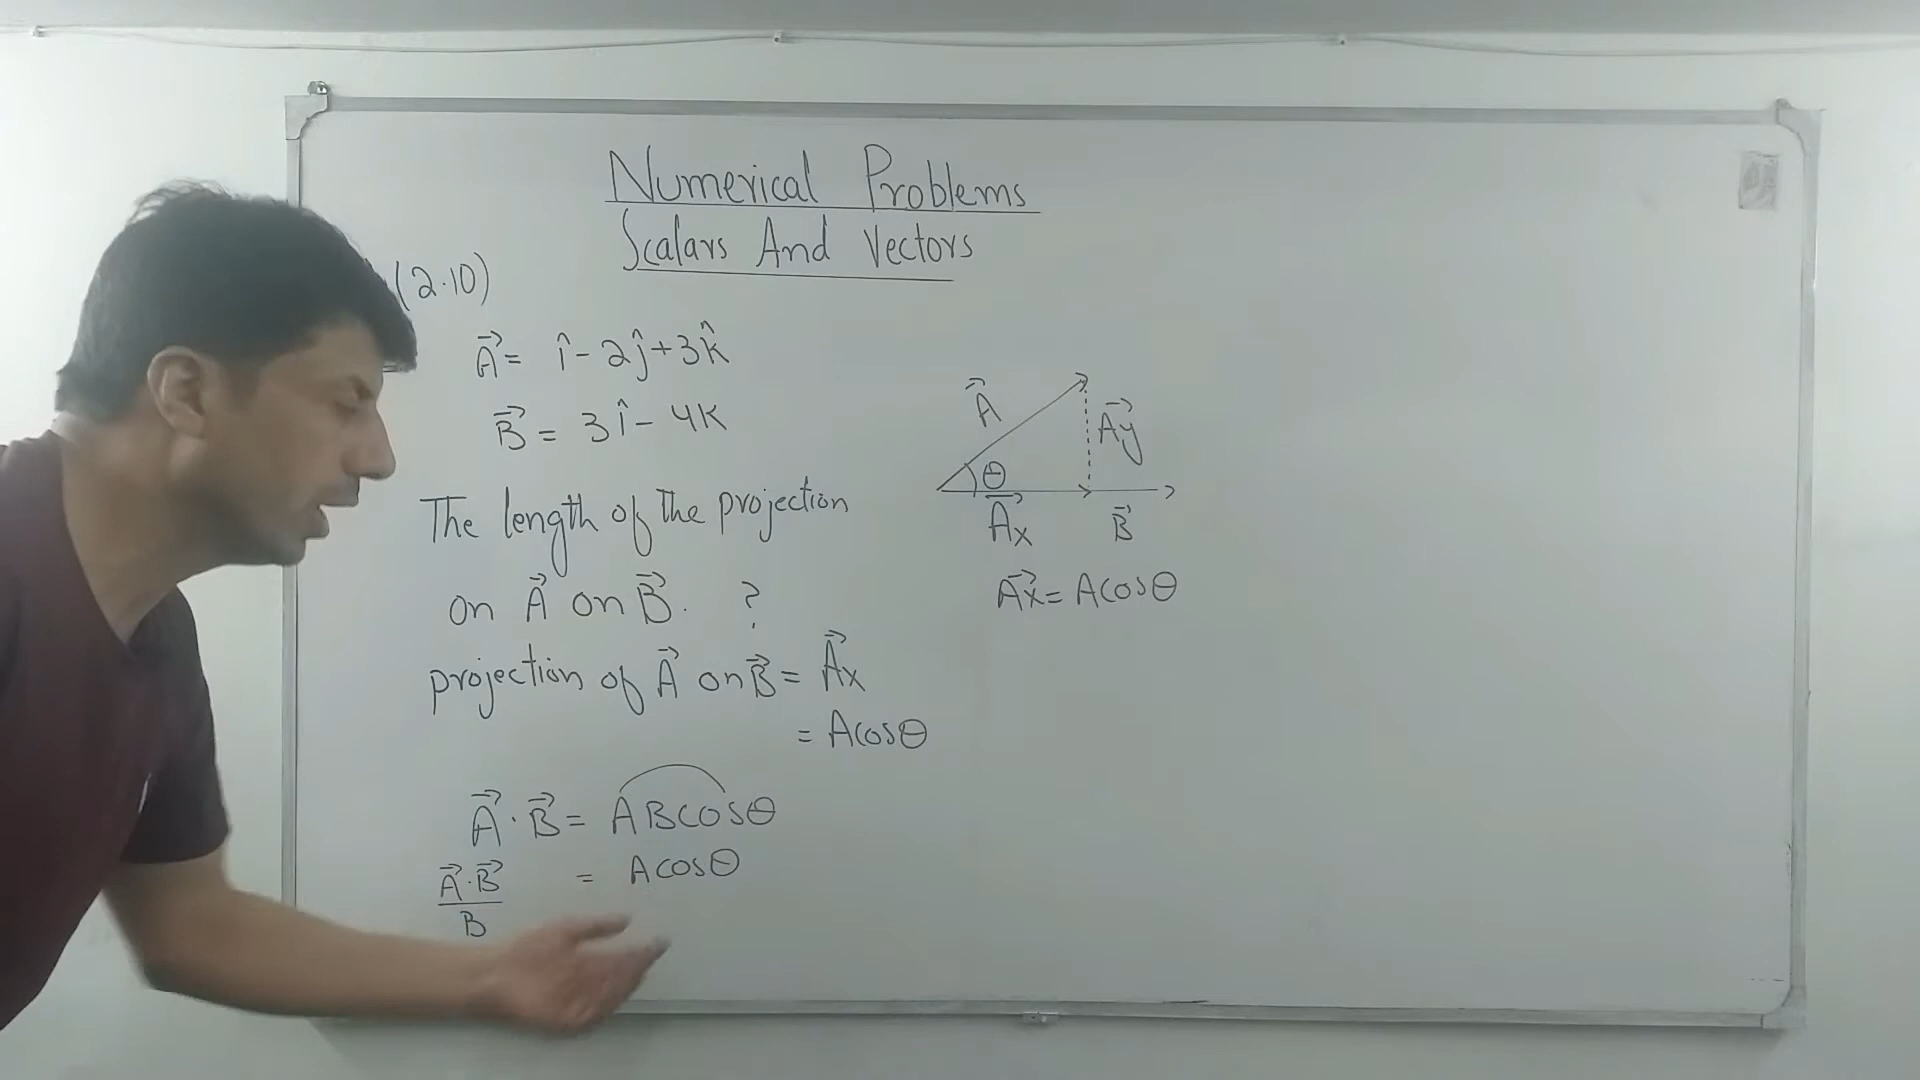 Numerical Problems
Scalars And Vectors
(2.10)
A⃗ = î - 2ĵ + 3k̂
B⃗ = 3î - 4K
The length of the projection
on A⃗ on B⃗. ?
projection of A⃗ on B⃗ = A⃗x
= Acosθ
A⃗ . B⃗ = ABcosθ
A⃗.B⃗ / B = Acosθ
A⃗
A⃗y
θ
A⃗x
B⃗
A⃗x = Acosθ